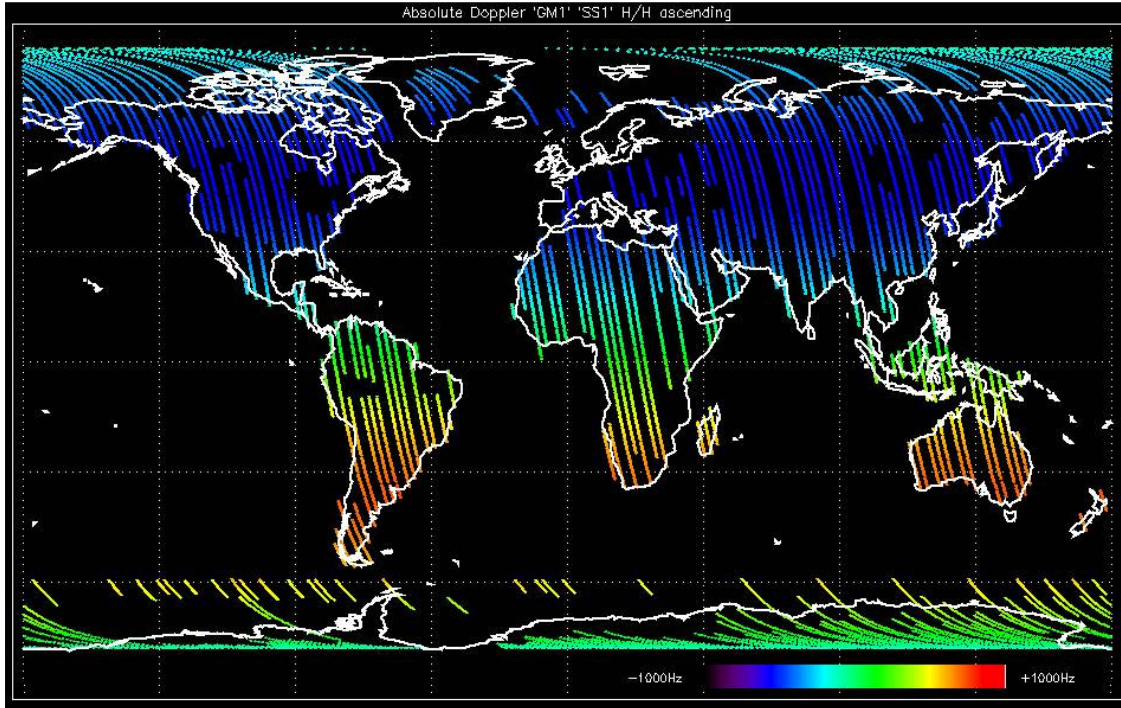 Absolute Doppler 'GM1' 'SS1' H/H ascending
−1000Hz
+1000Hz